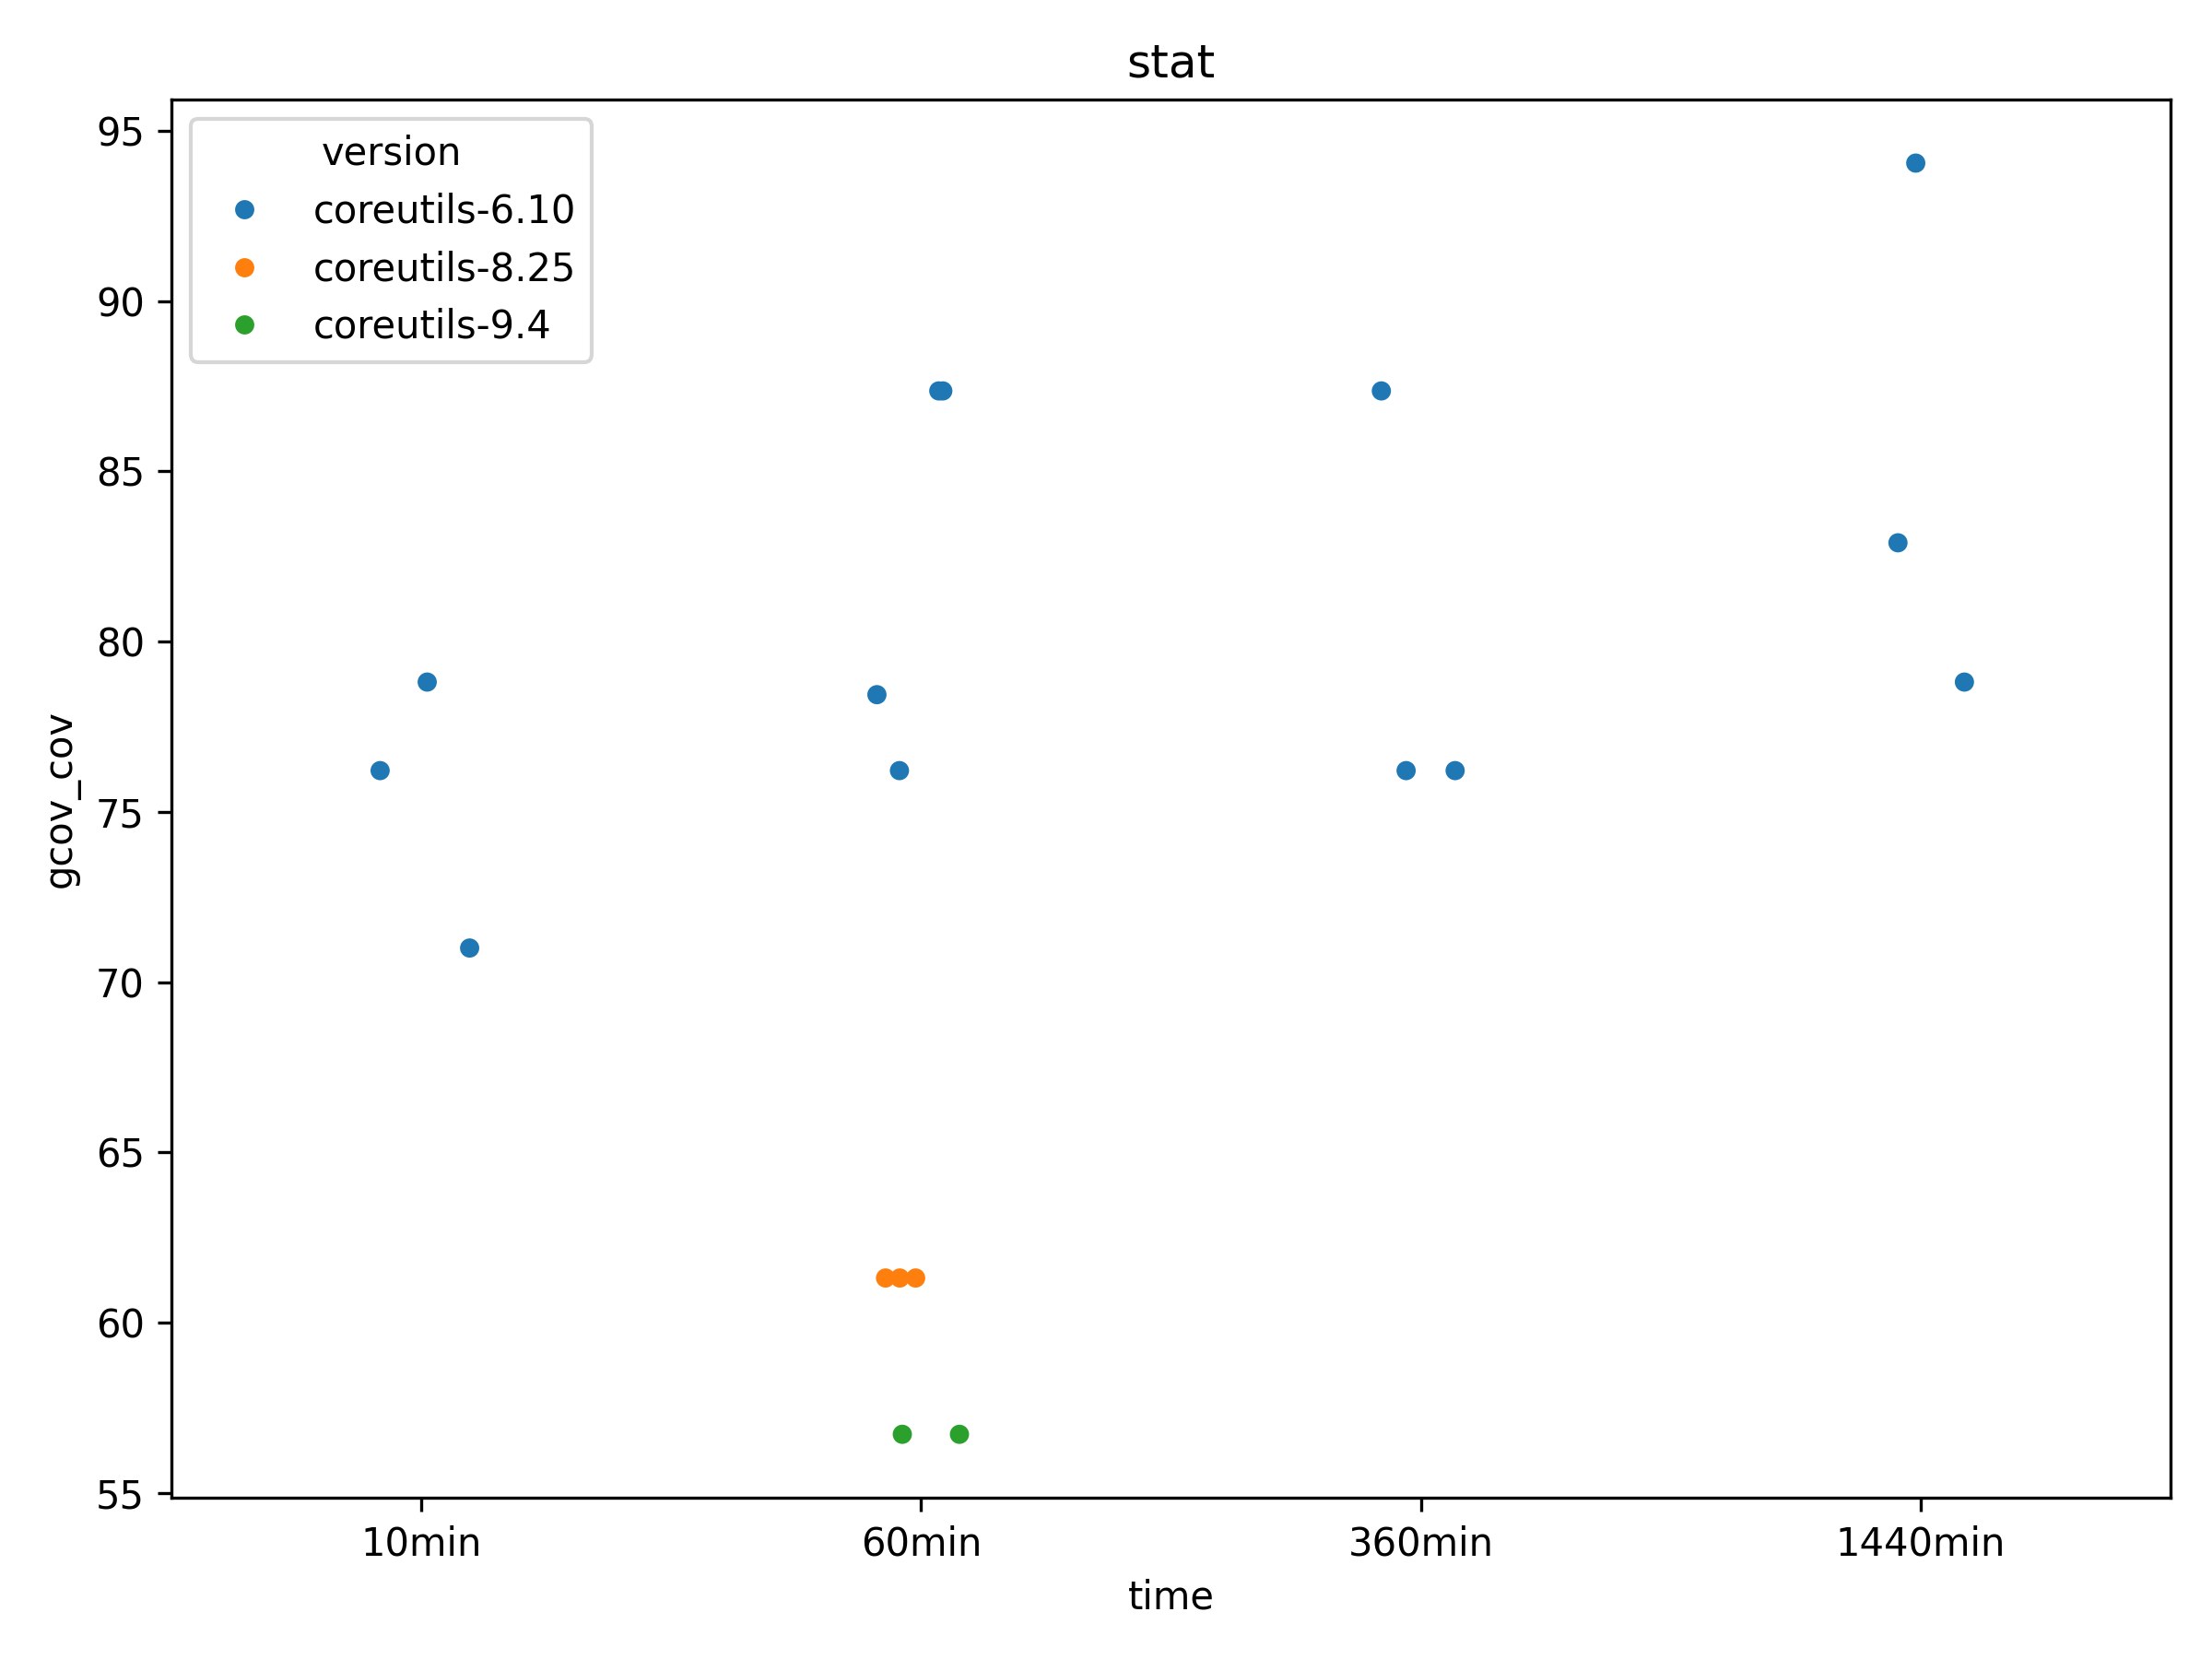 stat
version
coreutils-6.10
coreutils-8.25
coreutils-9.4
gcov_cov
95
90
85
80
75
70
65
60
55
10min
60min
360min
1440min
time